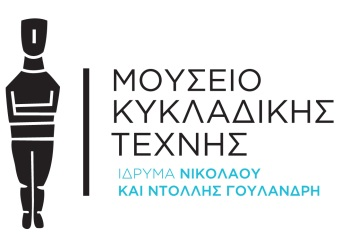 ΜΟΥΣΕΙΟ
ΚΥΚΛΑΔΙΚΗΣ
ΤΕΧΝΗΣ
ΙΔΡΥΜΑ ΝΙΚΟΛΑΟΥ
ΚΑΙ ΝΤΟΛΛΗΣ ΓΟΥΛΑΝΔΡΗ